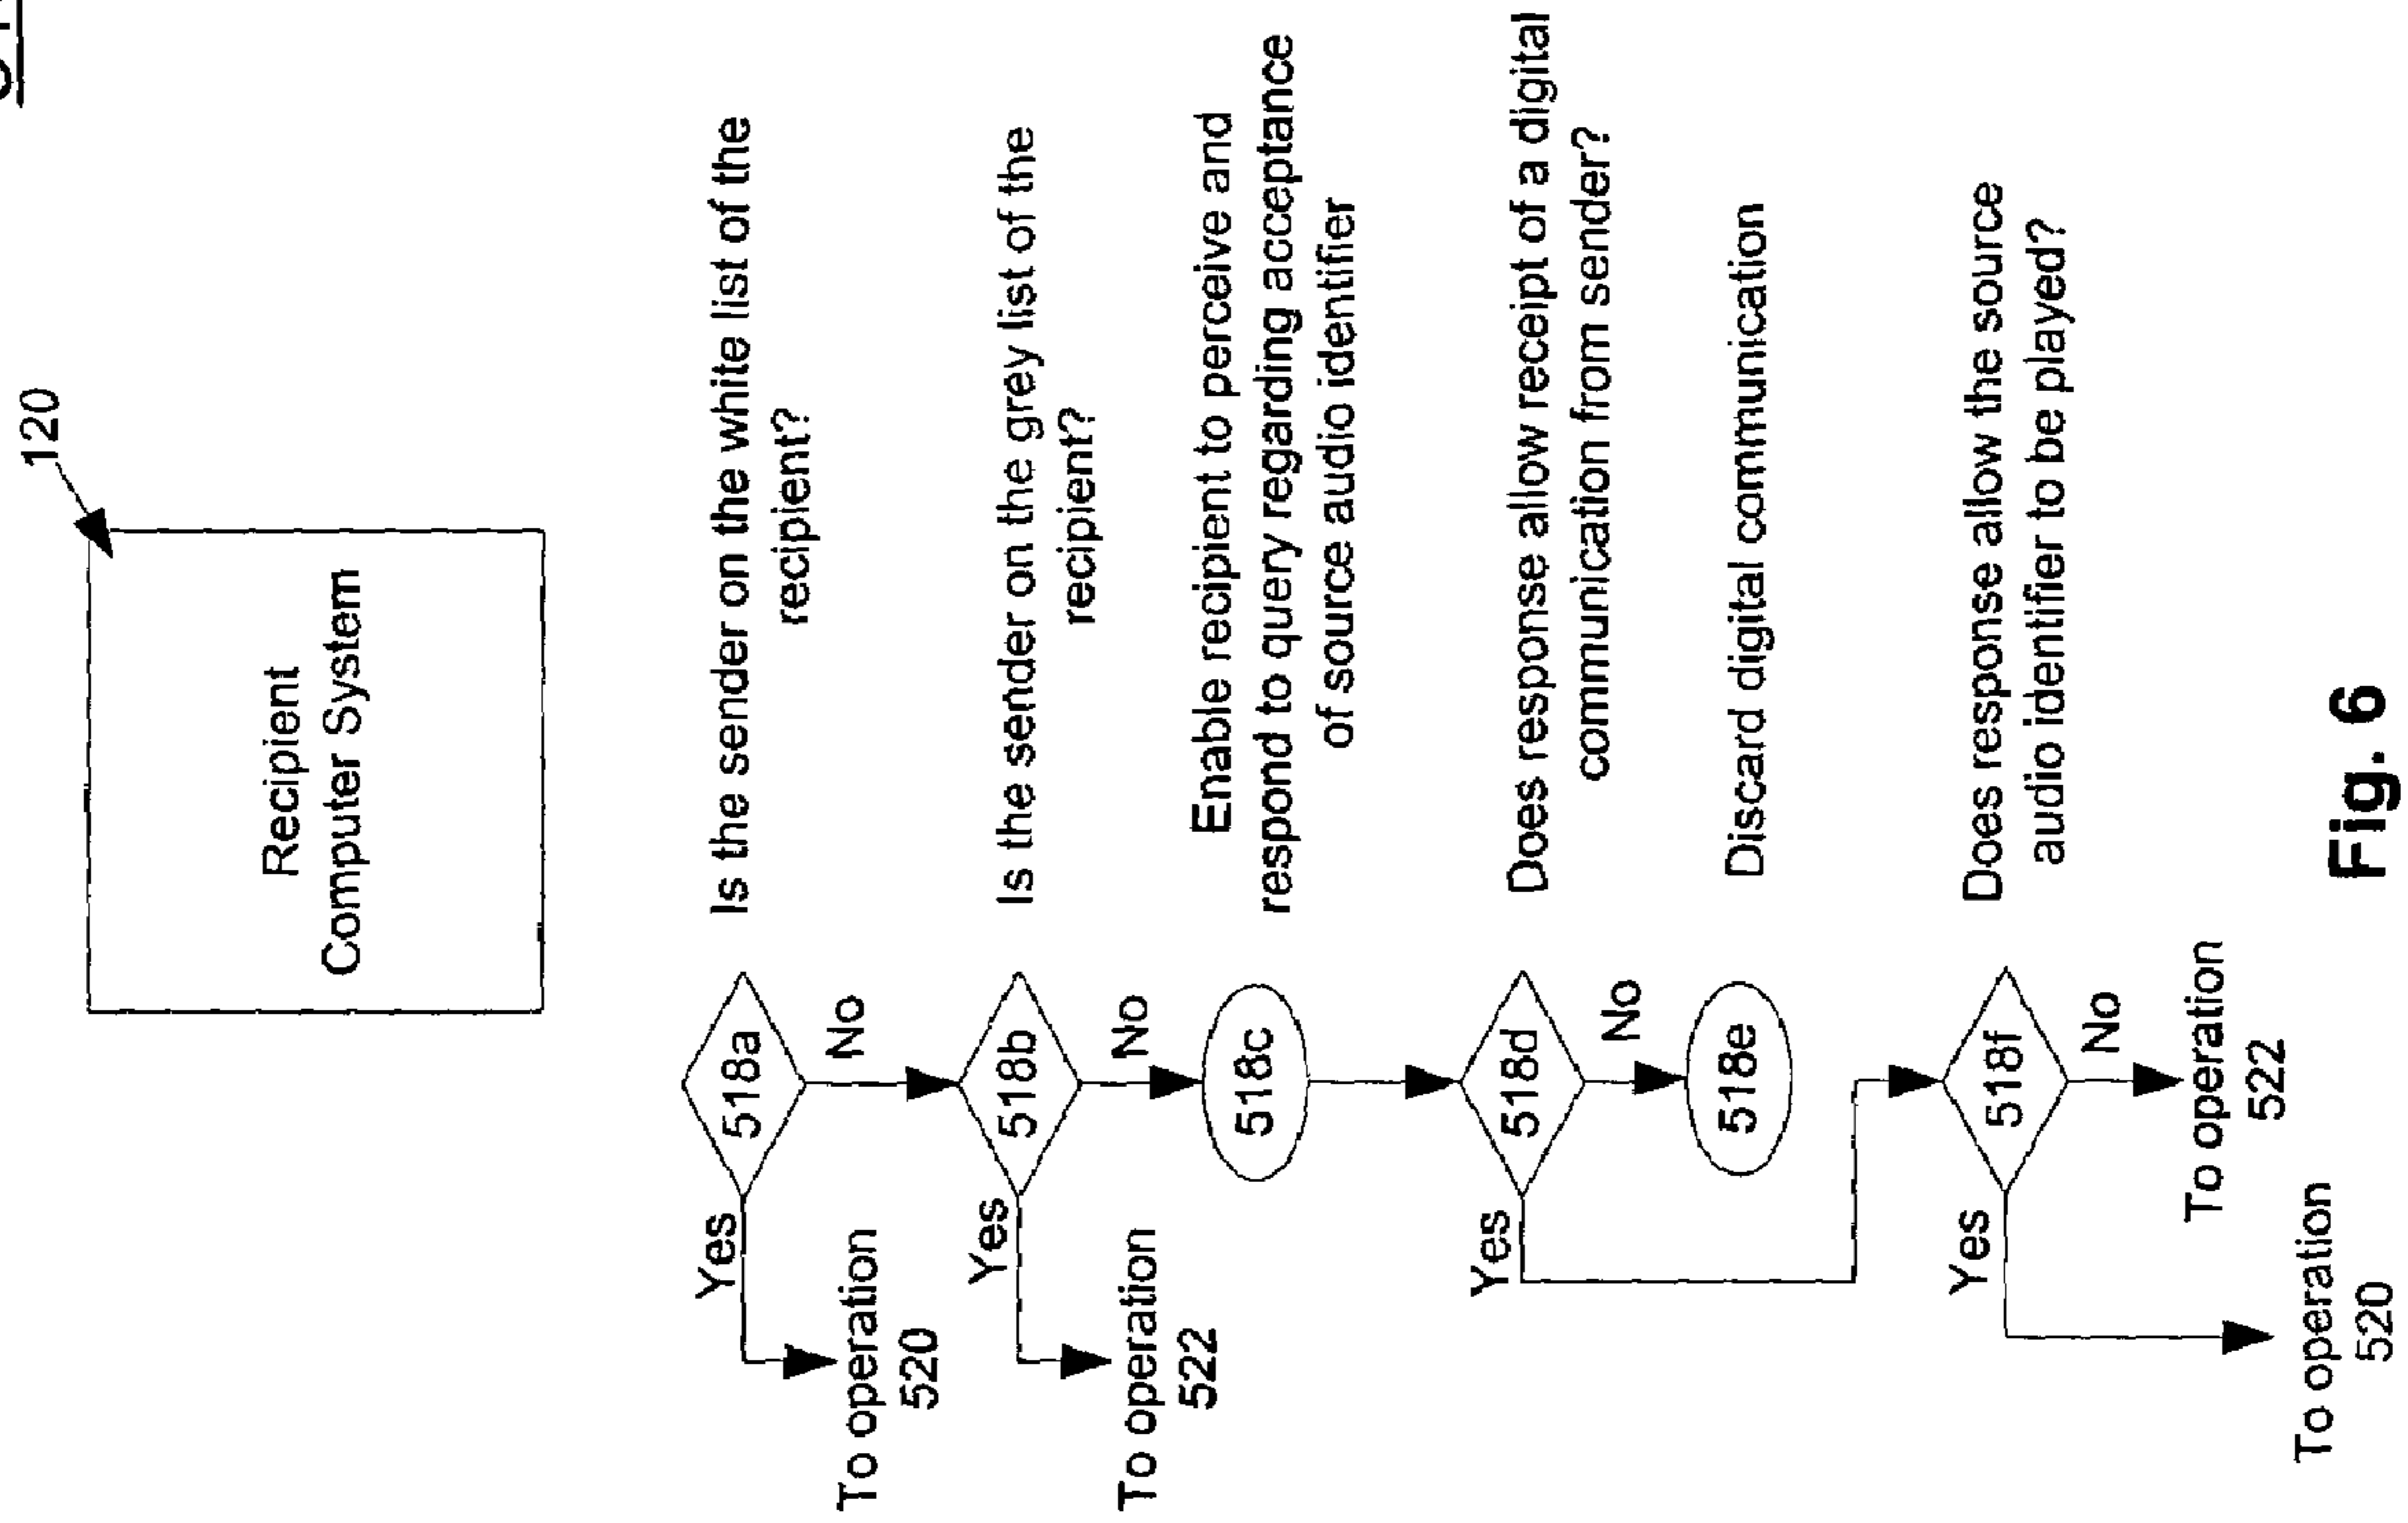 120
Recipient
Computer System
518a
Is the sender on the white list of the
recipient?
Yes
No
To operation
520
518b
Is the sender on the grey list of the
recipient?
Yes
No
To operation
522
518c
Enable recipient to perceive and
respond to query regarding acceptance
of source audio identifier
518d
Does response allow receipt of a digital
communication from sender?
Yes
No
518e
Discard digital communication
518f
Does response allow the source
audio identifier to be played?
Yes
No
To operation
522
To operation
520
Fig. 6